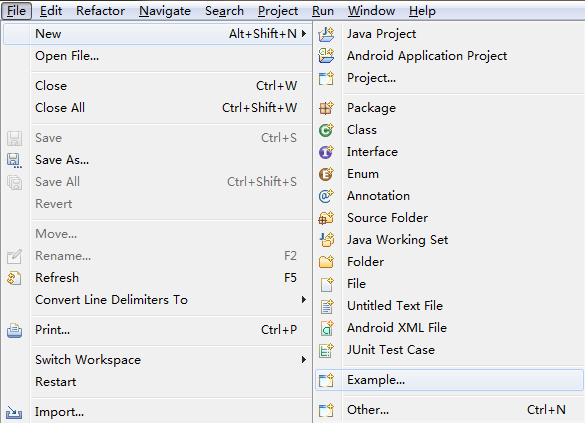 File Edit Refactor Navigate Search Project Run Window Help
New Alt+Shift+N
Open File...
Close Ctrl+W
Close All Ctrl+Shift+W
Save Ctrl+S
Save As...
Save All Ctrl+Shift+S
Revert
Move...
Rename... F2
Refresh F5
Convert Line Delimiters To
Print... Ctrl+P
Switch Workspace
Restart
Import...
Java Project
Android Application Project
Project...
Package
Class
Interface
Enum
Annotation
Source Folder
Java Working Set
Folder
File
Untitled Text File
Android XML File
JUnit Test Case
Example...
Other... Ctrl+N